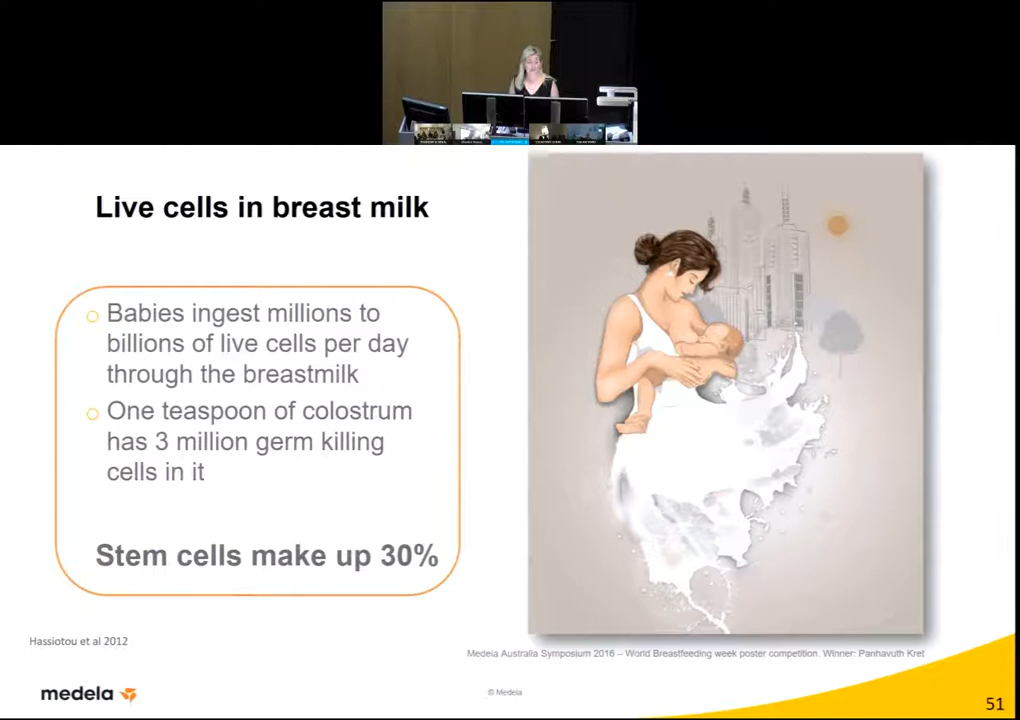 Live cells in breast milk
Babies ingest millions to
billions of live cells per day
through the breastmilk
One teaspoon of colostrum
has 3 million germ killing
cells in it
Stem cells make up 30%
Hassiotou et al 2012
Medela Australia Symposium 2016 – World Breastfeeding week poster competition. Winner: Panhavuth Kret
medela
© Medela
51